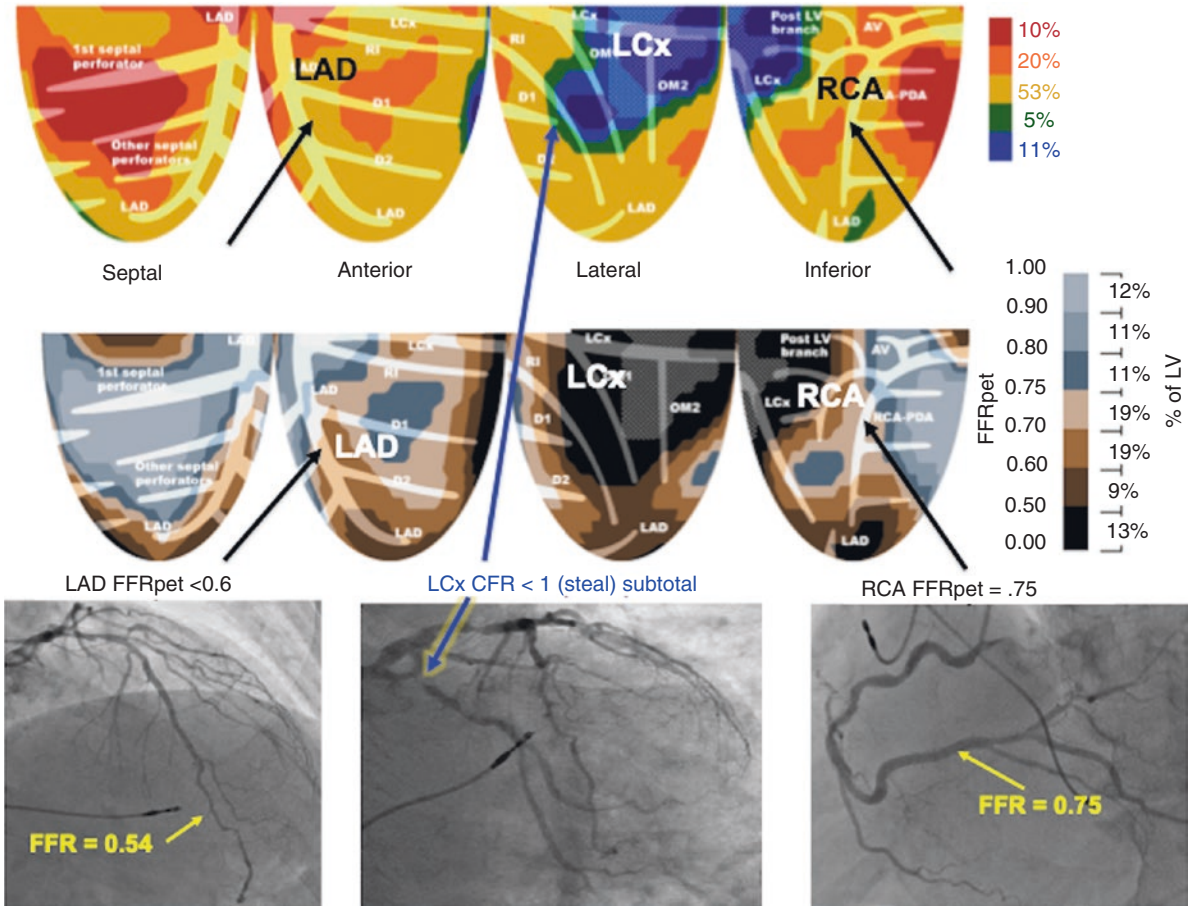 LAD
1st septal
perforator
Other septal
perforators
LAD
LCx
RI
LAD
LAD
D1
D2
LAD
LCx
RI
OM
LCx
D1
OM2
D2
LAD
Post LV
branch
AV
LCx
RCA
A-PDA
LAD
10%
20%
53%
5%
11%
Septal
Anterior
Lateral
Inferior
LAD
1st septal
perforator
Other septal
perforators
LAD
LCx
RI
LAD
D1
LAD
D2
LAD
LCx
RI
LCx
D1
OM2
D2
LAD
Post LV
branch
AV
LCx
RCA
RCA-PDA
LAD
FFRpet
1.00
0.90
0.80
0.75
0.70
0.60
0.50
0.00
12%
11%
11%
19%
19%
9%
13%
% of LV
LAD FFRpet <0.6
LCx CFR < 1 (steal) subtotal
RCA FFRpet = .75
FFR = 0.54
FFR = 0.75